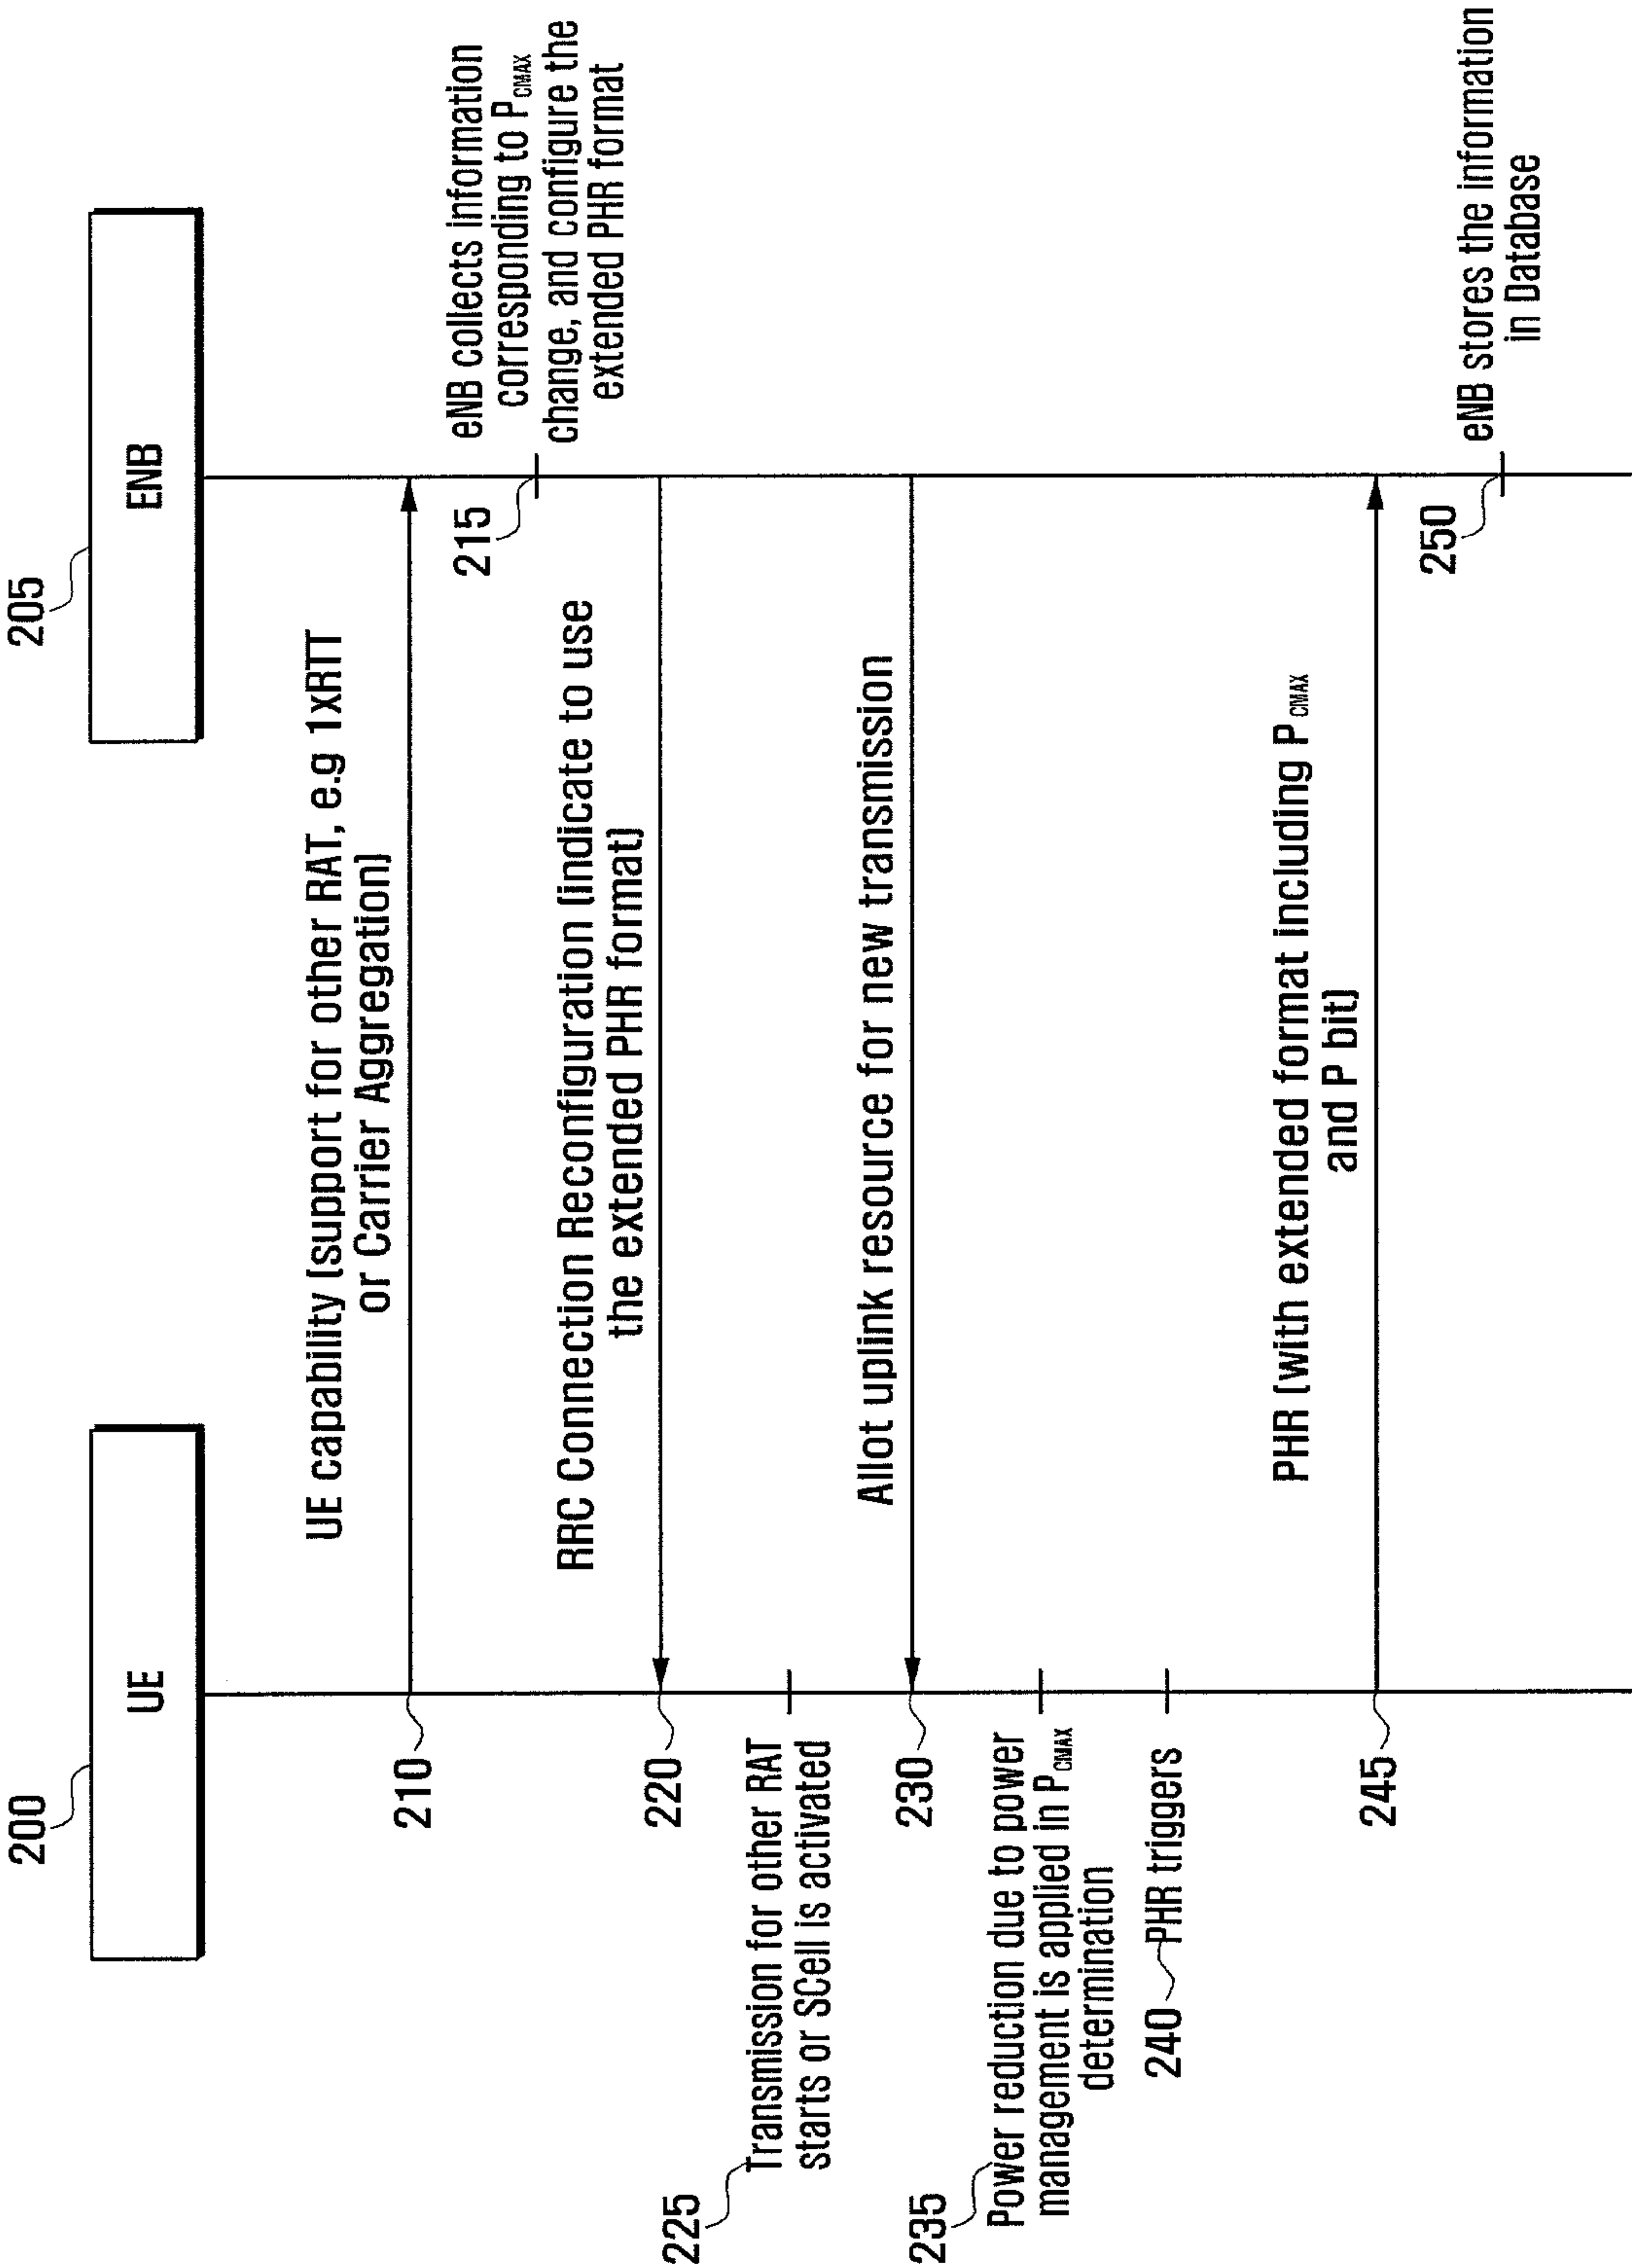 200
205
UE
ENB
UE capability (support for other RAT, e.g 1XRTT
or Carrier Aggregation)
210
eNB collects information
corresponding to PCMAX
change, and configure the
extended PHR format
215
RRC Connection Reconfiguration (indicate to use
the extended PHR format)
220
225
Transmission for other RAT
starts or SCell is activated
Allot uplink resource for new transmission
230
235
Power reduction due to power
management is applied in PCMAX
determination
240 PHR triggers
PHR (with extended format including PCMAX
and P bit)
245
250
eNB stores the information
in Database